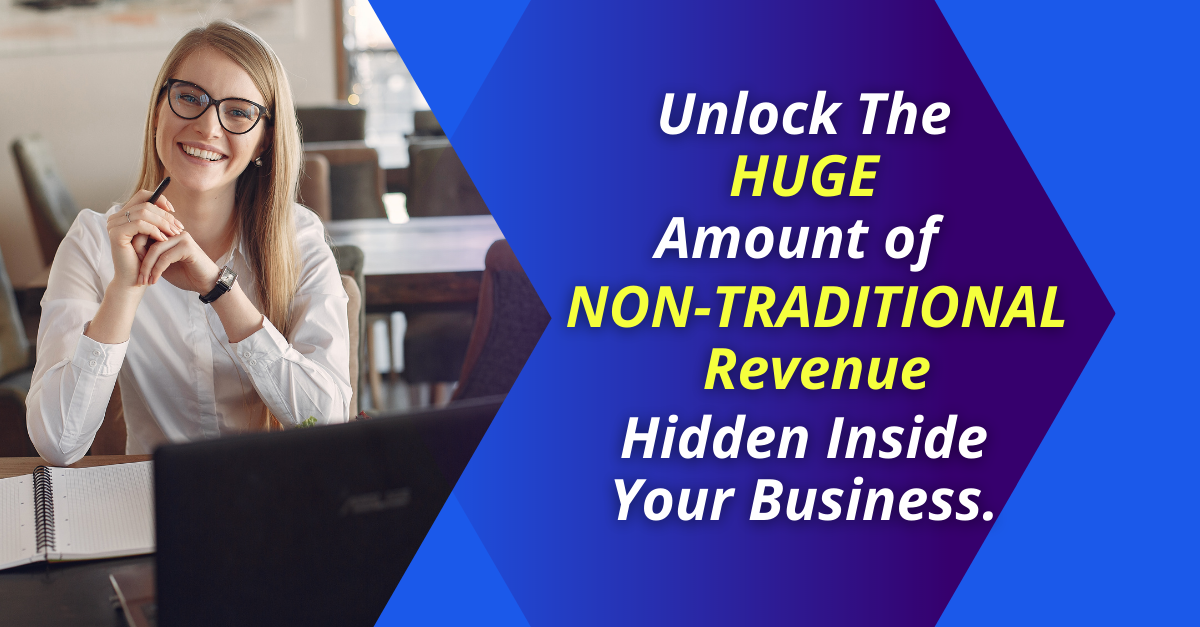 Unlock The
HUGE
Amount of
NON-TRADITIONAL
Revenue
Hidden Inside
Your Business.
ASUS